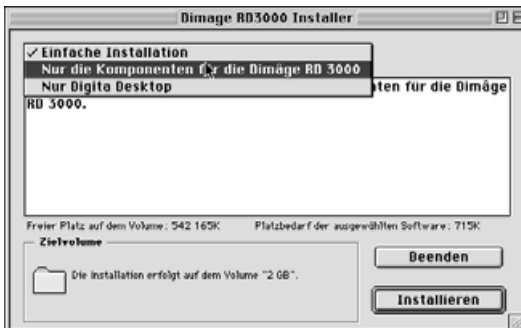 Dimage RD3000 Installer
✓ Einfache Installation
Nur die Komponenten für die Dimâge RD 3000
Nur Digita Desktop
ten für die Dimâge
RD 3000.
Freier Platz auf dem Volume: 542 165K Platzbedarf der ausgewählten Software: 715K
Zielvolume
Die Installation erfolgt auf dem Volume "2 GB".
Beenden
Installieren